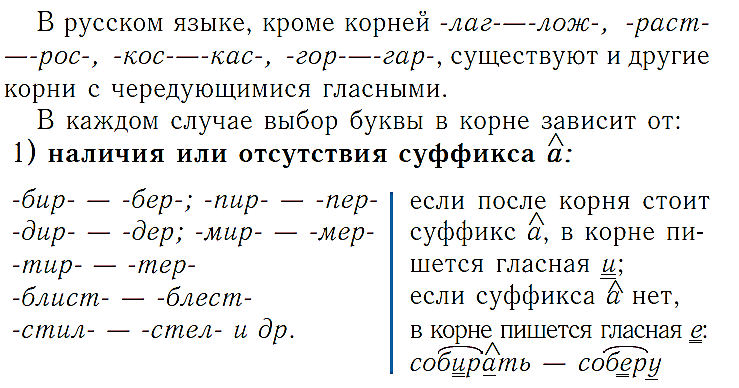 В русском языке, кроме корней -лаг-—-лож-, -раст-
—-рос-, -кос-—-кас-, -гор-—-гар-, существуют и другие
корни с чередующимися гласными.
В каждом случае выбор буквы в корне зависит от:
1) наличия или отсутствия суффикса а:
-бир- — -бер-; -пир- — -пер-
-дир- — -дер; -мир- — -мер-
-тир- — -тер-
-блист- — -блест-
-стил- — -стел- и др.
если после корня стоит
суффикс а, в корне пи-
шется гласная и;
если суффикса а нет,
в корне пишется гласная е:
собирать — соберу